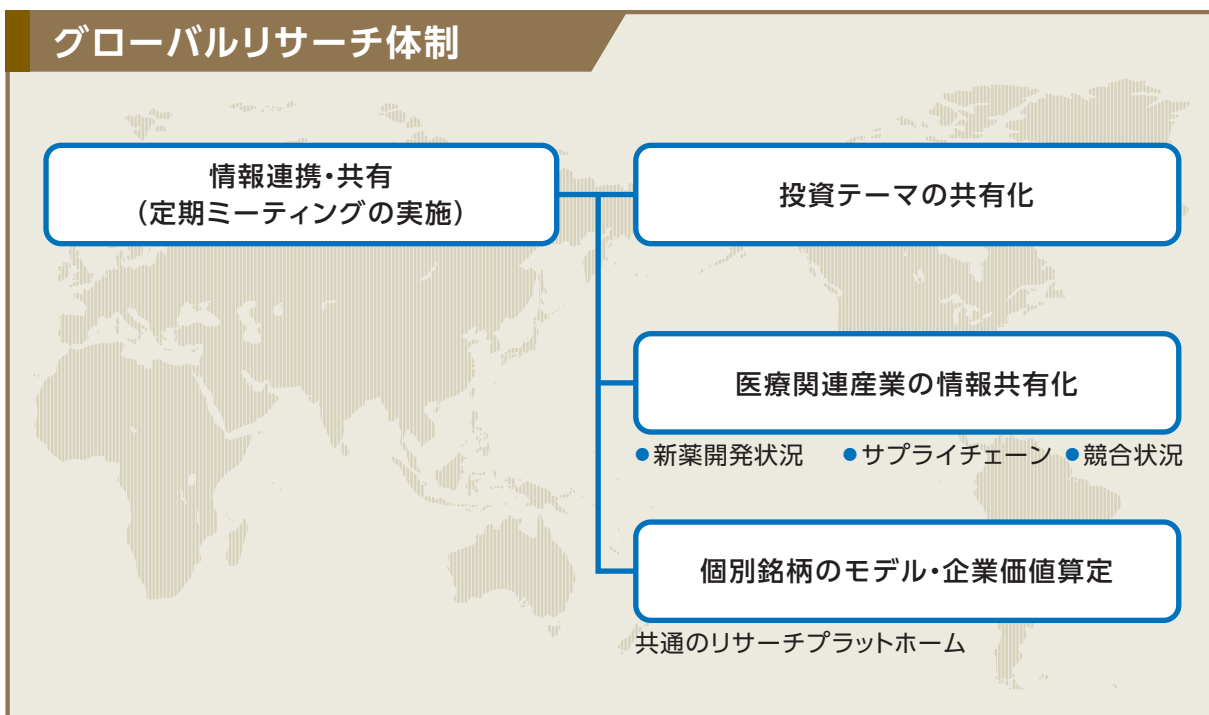 グローバルリサーチ体制
情報連携・共有
（定期ミーティングの実施）
投資テーマの共有化
医療関連産業の情報共有化
●新薬開発状況 ●サプライチェーン ●競合状況
個別銘柄のモデル・企業価値算定
共通のリサーチプラットホーム